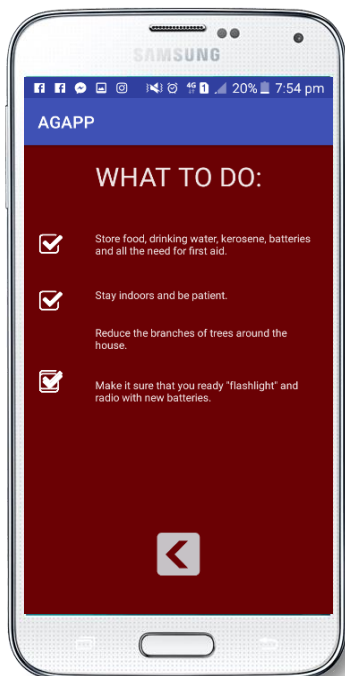 SAMSUNG
4G 1 20% 7:54 pm
AGAPP
WHAT TO DO:
Store food, drinking water, kerosene, batteries
and all the need for first aid.
Stay indoors and be patient.
Reduce the branches of trees around the
house.
Make it sure that you ready "flashlight" and
radio with new batteries.